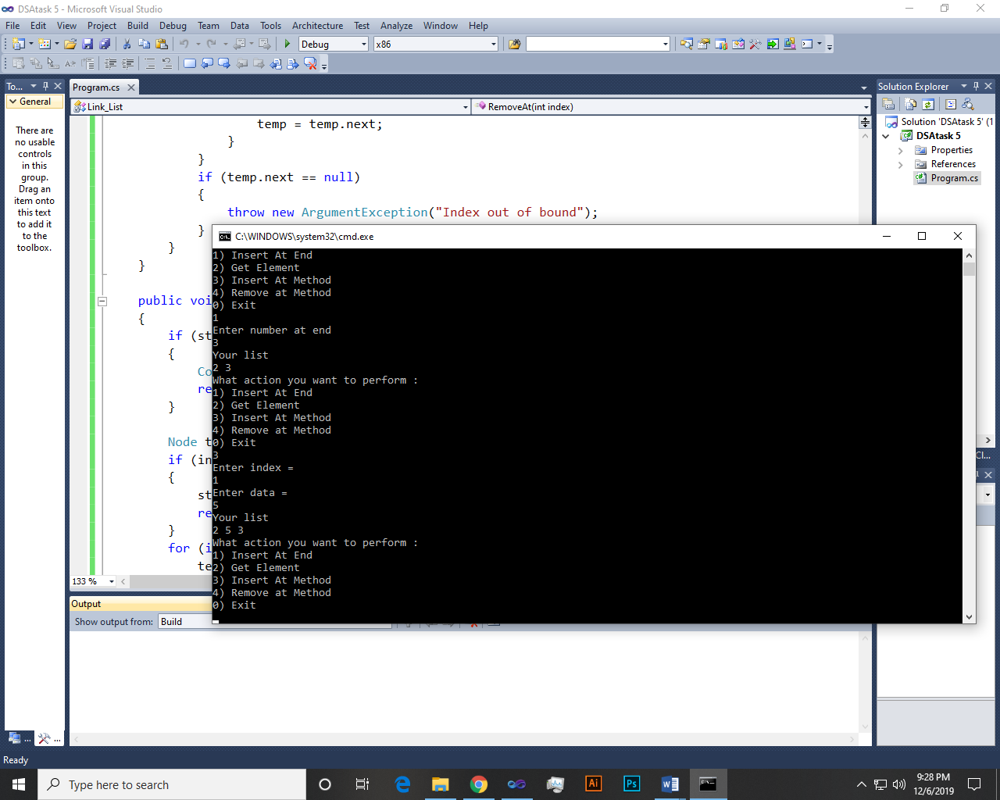 DSAtask 5 - Microsoft Visual Studio
File Edit View Project Build Debug Team Data Tools Architecture Test Analyze Window Help
Debug x86
To...
General
There are
no usable
controls
in this
group.
Drag an
item onto
this text
to add it
to the
toolbox.
Program.cs
Link_List RemoveAt(int index)
temp = temp.next;
}
}
if (temp.next == null)
{
throw new ArgumentException("Index out of bound");
}
}
}
public voi
{
if (st
{
Co
re
}
Node t
if (in
{
st
re
}
for (i
te
133 %
C:\WINDOWS\system32\cmd.exe
1) Insert At End
2) Get Element
3) Insert At Method
4) Remove at Method
0) Exit
1
Enter number at end
3
Your list
2 3
What action you want to perform :
1) Insert At End
2) Get Element
3) Insert At Method
4) Remove at Method
0) Exit
3
Enter index =
1
Enter data =
5
Your list
2 5 3
What action you want to perform :
1) Insert At End
2) Get Element
3) Insert At Method
4) Remove at Method
0) Exit
Output
Show output from: Build
Solution Explorer
Solution 'DSAtask 5' (1
DSAtask 5
Properties
References
Program.cs
Cl...
... ...
Ready
Type here to search
Ai
Ps
9:28 PM
12/6/2019